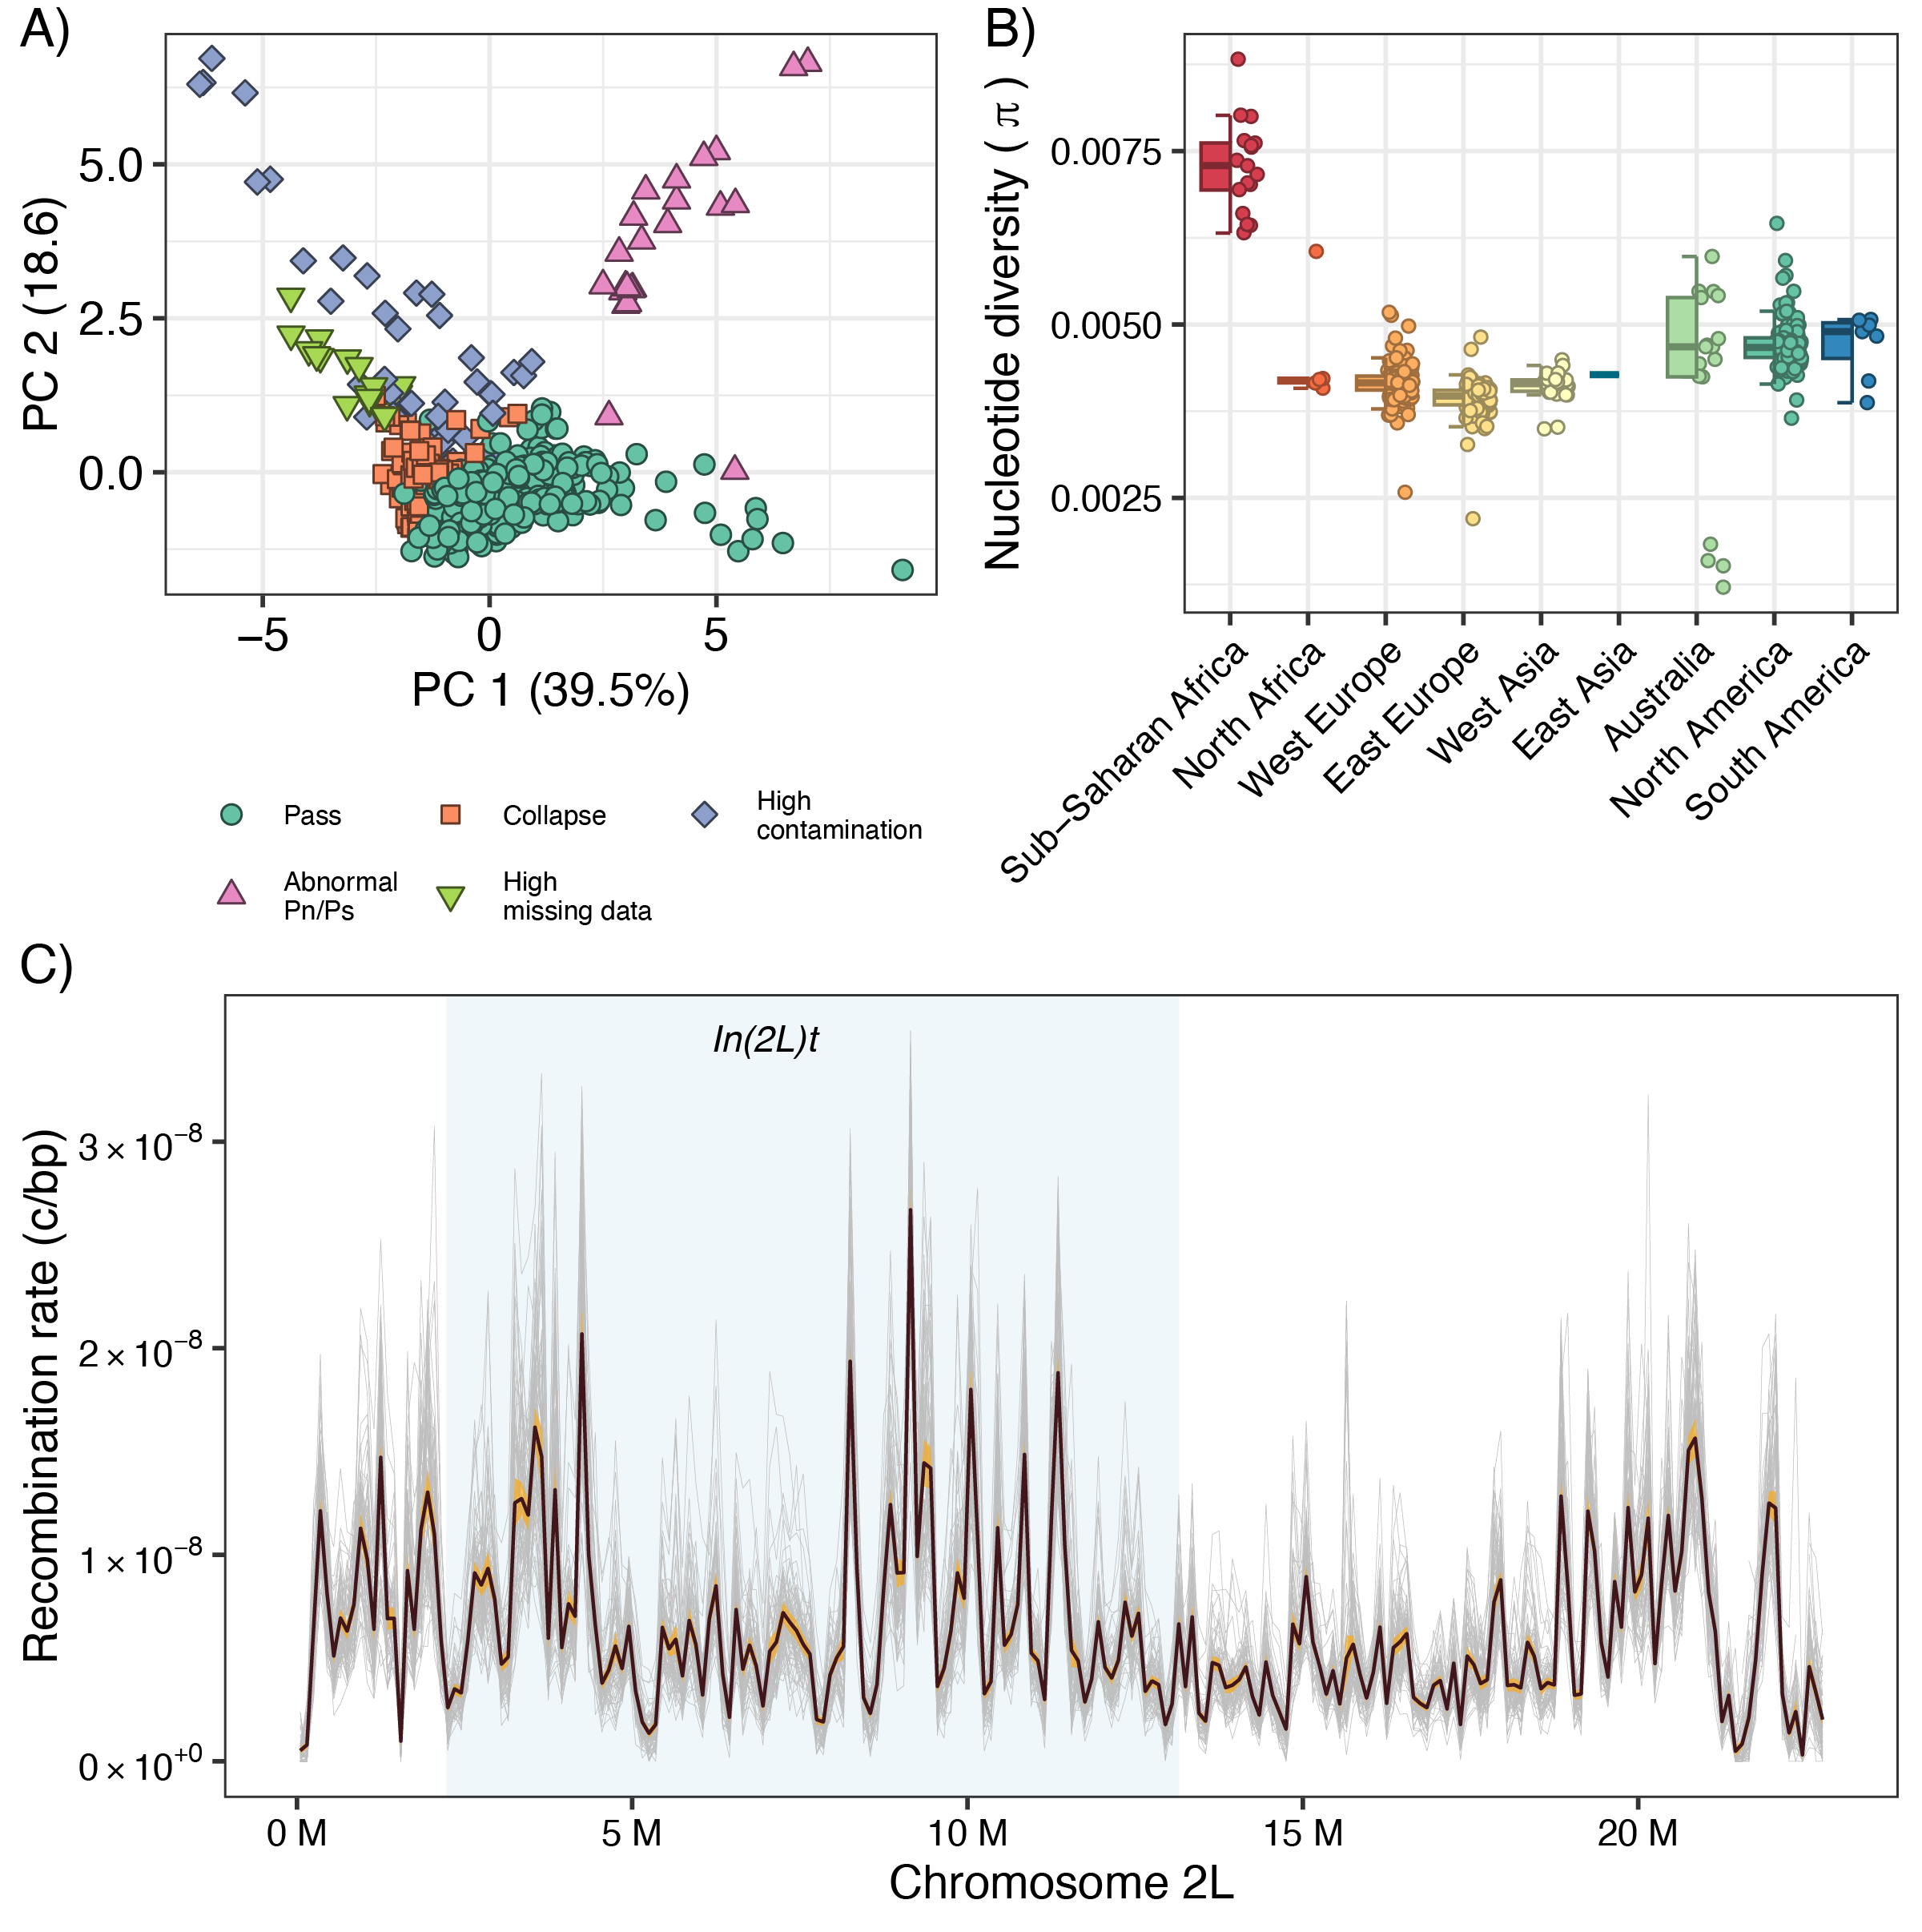 A)
5.0
2.5
0.0
PC 2 (18.6)
−5
0
5
PC 1 (39.5%)
Pass
Collapse
High
contamination
Abnormal
Pn/Ps
High
missing data
B)
0.0075
0.0050
0.0025
Nucleotide diversity ( π )
Sub−Saharan Africa
North Africa
West Europe
East Europe
West Asia
East Asia
Australia
North America
South America
C)
In(2L)t
3 × 10⁻⁸
2 × 10⁻⁸
1 × 10⁻⁸
0 × 10⁺⁰
Recombination rate (c/bp)
0 M
5 M
10 M
15 M
20 M
Chromosome 2L